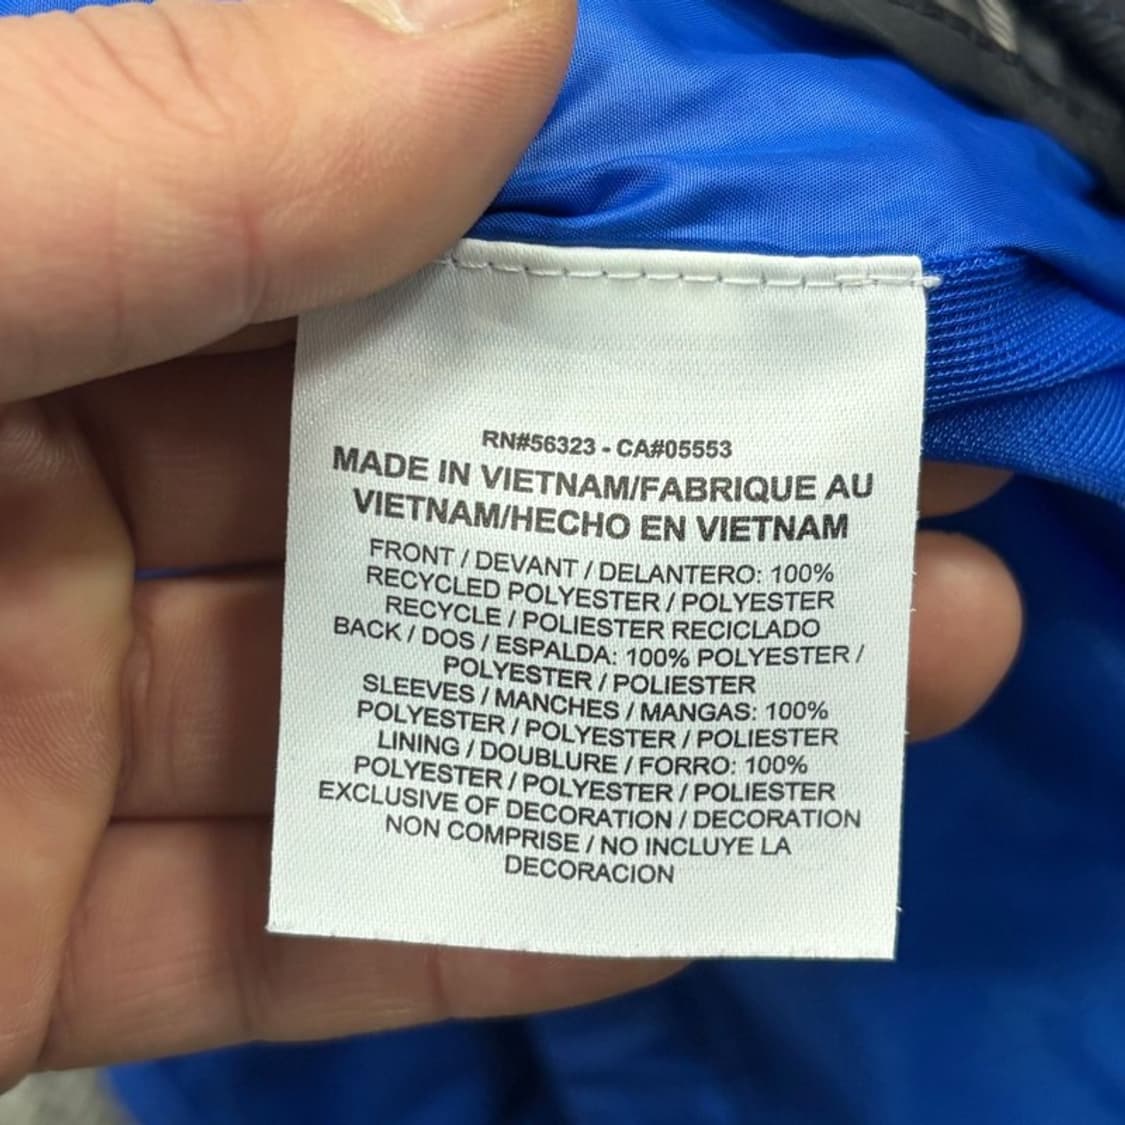 RN#56323 - CA#05553
MADE IN VIETNAM/FABRIQUE AU
VIETNAM/HECHO EN VIETNAM
FRONT / DEVANT / DELANTERO: 100%
RECYCLED POLYESTER / POLYESTER
RECYCLE / POLIESTER RECICLADO
BACK / DOS / ESPALDA: 100% POLYESTER /
POLYESTER / POLIESTER
SLEEVES / MANCHES / MANGAS: 100%
POLYESTER / POLYESTER / POLIESTER
LINING / DOUBLURE / FORRO: 100%
POLYESTER / POLYESTER / POLIESTER
EXCLUSIVE OF DECORATION / DECORATION
NON COMPRISE / NO INCLUYE LA
DECORACION